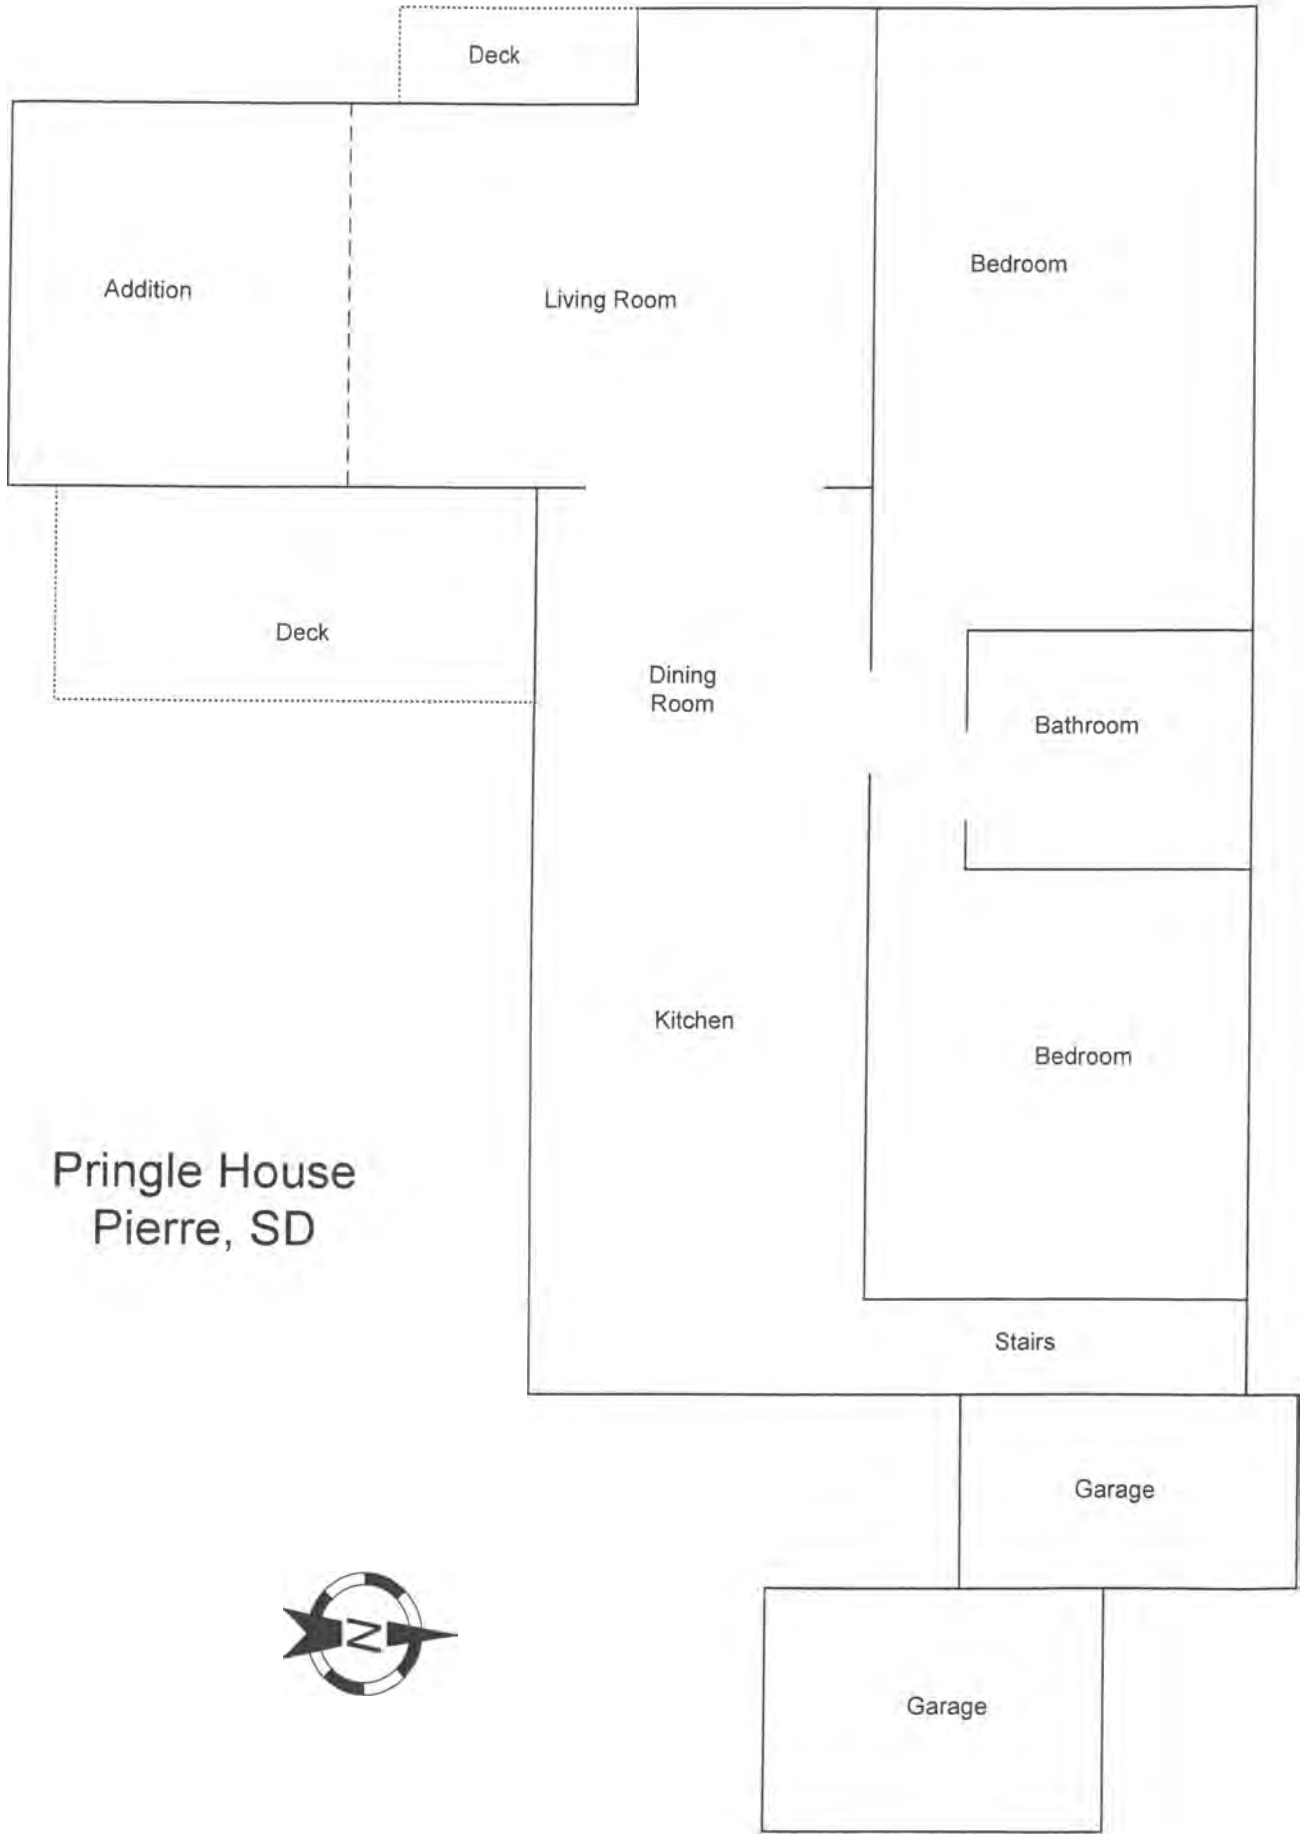 Deck
Addition
Living Room
Bedroom
Deck
Dining
Room
Bathroom
Kitchen
Bedroom
Pringle House
Pierre, SD
Stairs
Garage
N
Garage